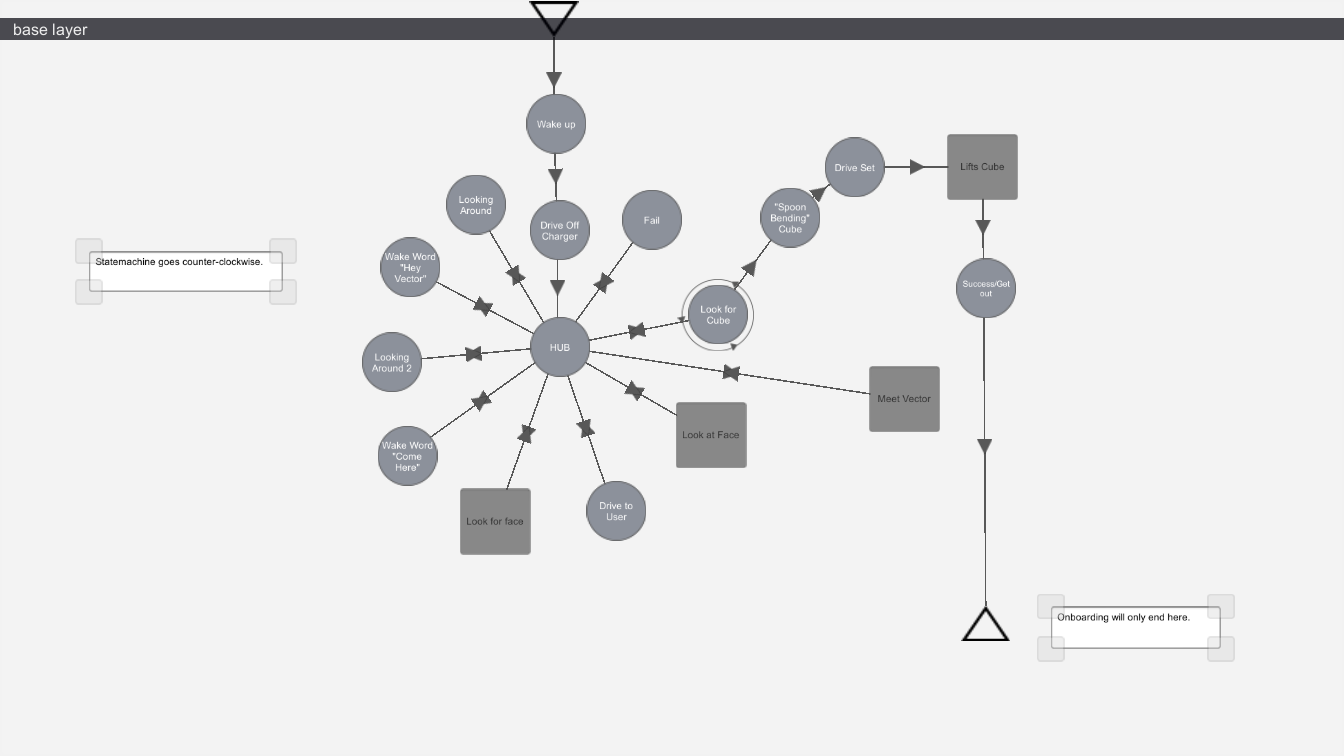 base layer
Wake up
Drive Set
Lifts Cube
Looking
Around
Drive Off
Charger
Fail
"Spoon
Bending"
Cube
Statemachine goes counter-clockwise.
Wake Word
"Hey
Vector"
Success/Get
out
Look for
Cube
HUB
Looking
Around 2
Meet Vector
Look at Face
Wake Word
"Come
Here"
Look for face
Drive to
User
Onboarding will only end here.